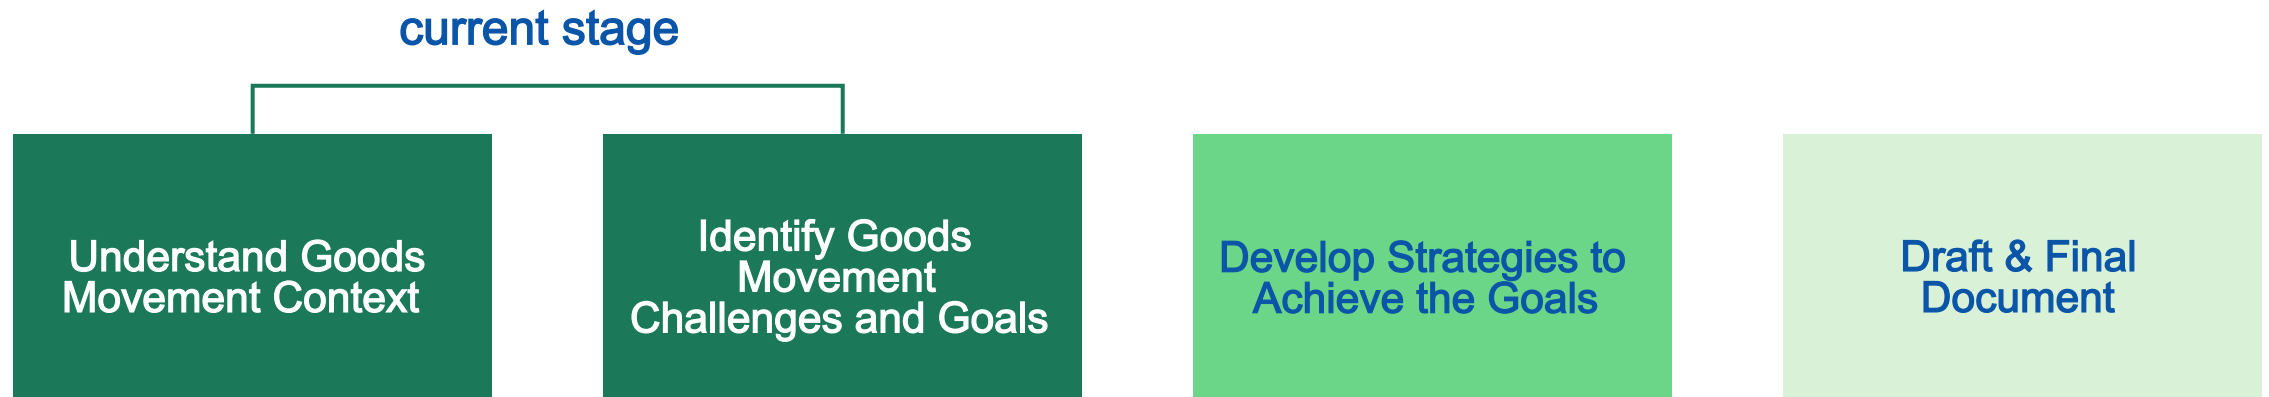 current stage
Understand Goods
Movement Context
Identify Goods
Movement
Challenges and Goals
Develop Strategies to
Achieve the Goals
Draft & Final
Document